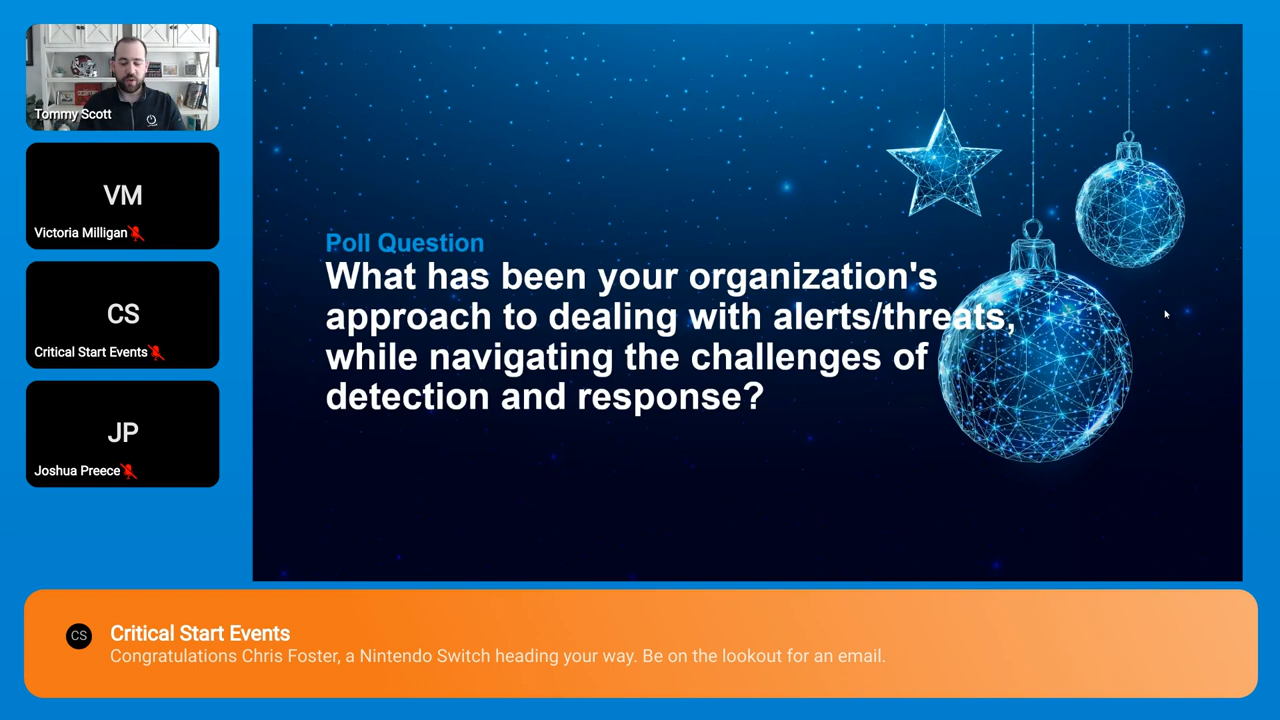 Tommy Scott
VM
Victoria Milligan
CS
Critical Start Events
JP
Joshua Preece
Poll Question
What has been your organization's
approach to dealing with alerts/threats,
while navigating the challenges of
detection and response?
CS
Critical Start Events
Congratulations Chris Foster, a Nintendo Switch heading your way. Be on the lookout for an email.